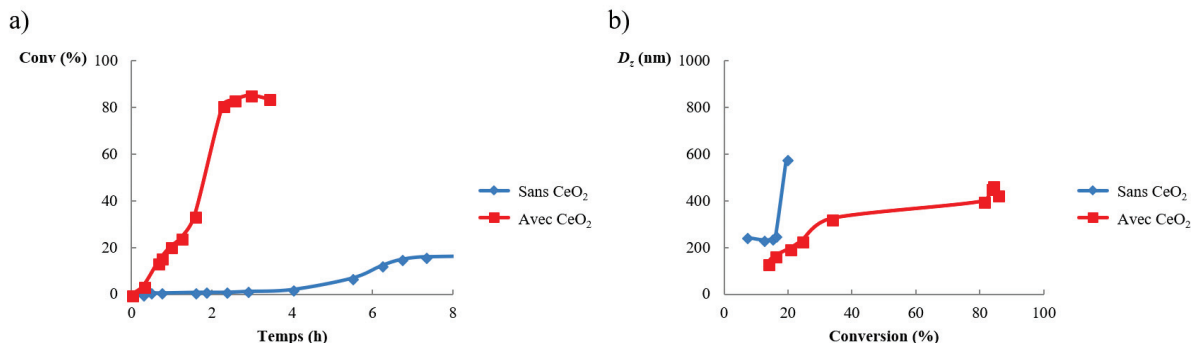 a)
Conv (%)
100
80
60
40
20
0
0 2 4 6 8
Temps (h)
Sans CeO₂
Avec CeO₂
b)
Dz (nm)
1000
800
600
400
200
0
0 20 40 60 80 100
Conversion (%)
Sans CeO₂
Avec CeO₂